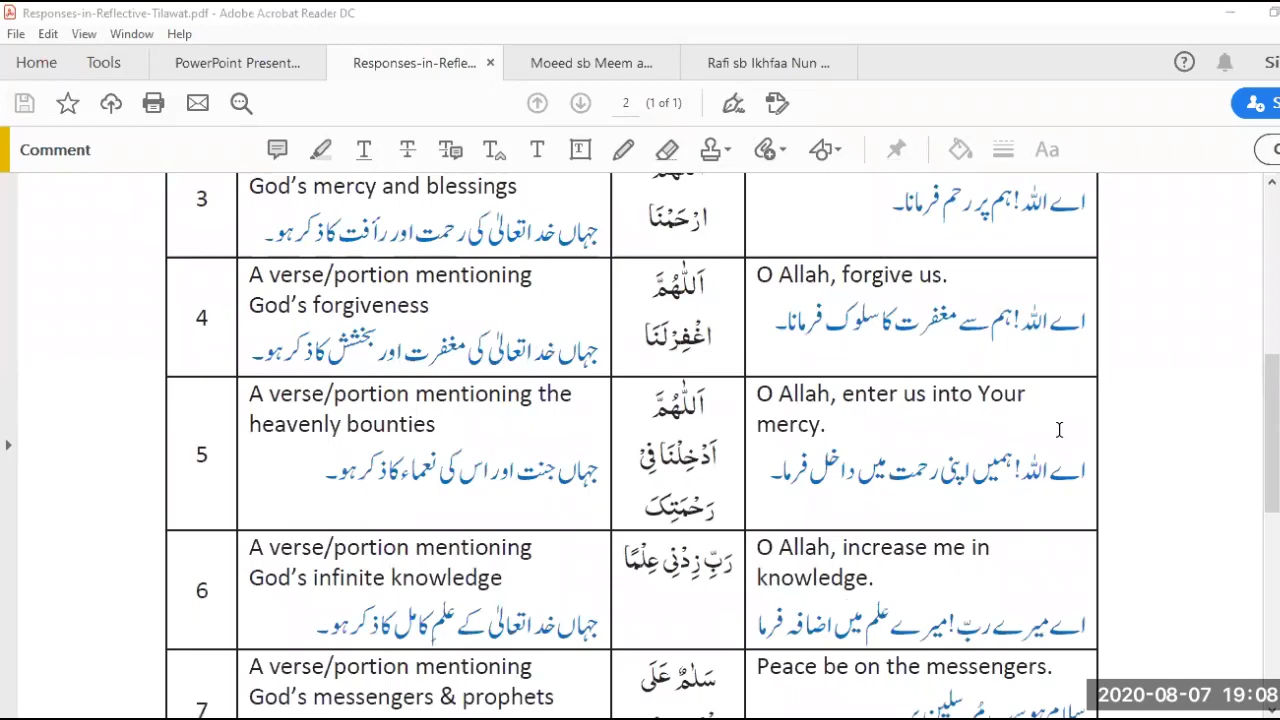 Responses-in-Reflective-Tilawat.pdf - Adobe Acrobat Reader DC
File Edit View Window Help
Home Tools PowerPoint Present... Responses-in-Refle... × Moeed sb Meem a... Rafi sb Ikhfaa Nun ... Si
2 (1 of 1)
Comment
3
God's mercy and blessings
جہاں خدا تعالیٰ کی رحمت اور رأفت کا ذکر ہو۔
ارْحَمْنَا
اے اللہ! ہم پر رحم فرمانا۔
4
A verse/portion mentioning
God's forgiveness
جہاں خدا تعالیٰ کی مغفرت اور بخشش کا ذکر ہو۔
اَللّٰهُمَّ
اغْفِرْلَنَا
O Allah, forgive us.
اے اللہ! ہم سے مغفرت کا سلوک فرمانا۔
5
A verse/portion mentioning the
heavenly bounties
جہاں جنت اور اس کی نعماء کا ذکر ہو۔
اَللّٰهُمَّ
اَدْخِلْنَا فِیْ
رَحْمَتِکَ
O Allah, enter us into Your
mercy.
اے اللہ! ہمیں اپنی رحمت میں داخل فرما۔
6
A verse/portion mentioning
God's infinite knowledge
جہاں خدا تعالیٰ کے علمِ کامل کا ذکر ہو۔
رَبِّ زِدْنِی عِلْمًا
O Allah, increase me in
knowledge.
اے میرے ربّ! میرے علم میں اضافہ فرما
7
A verse/portion mentioning
God's messengers & prophets
سَلٰمٌ عَلَی
Peace be on the messengers.
2020-08-07 19:08